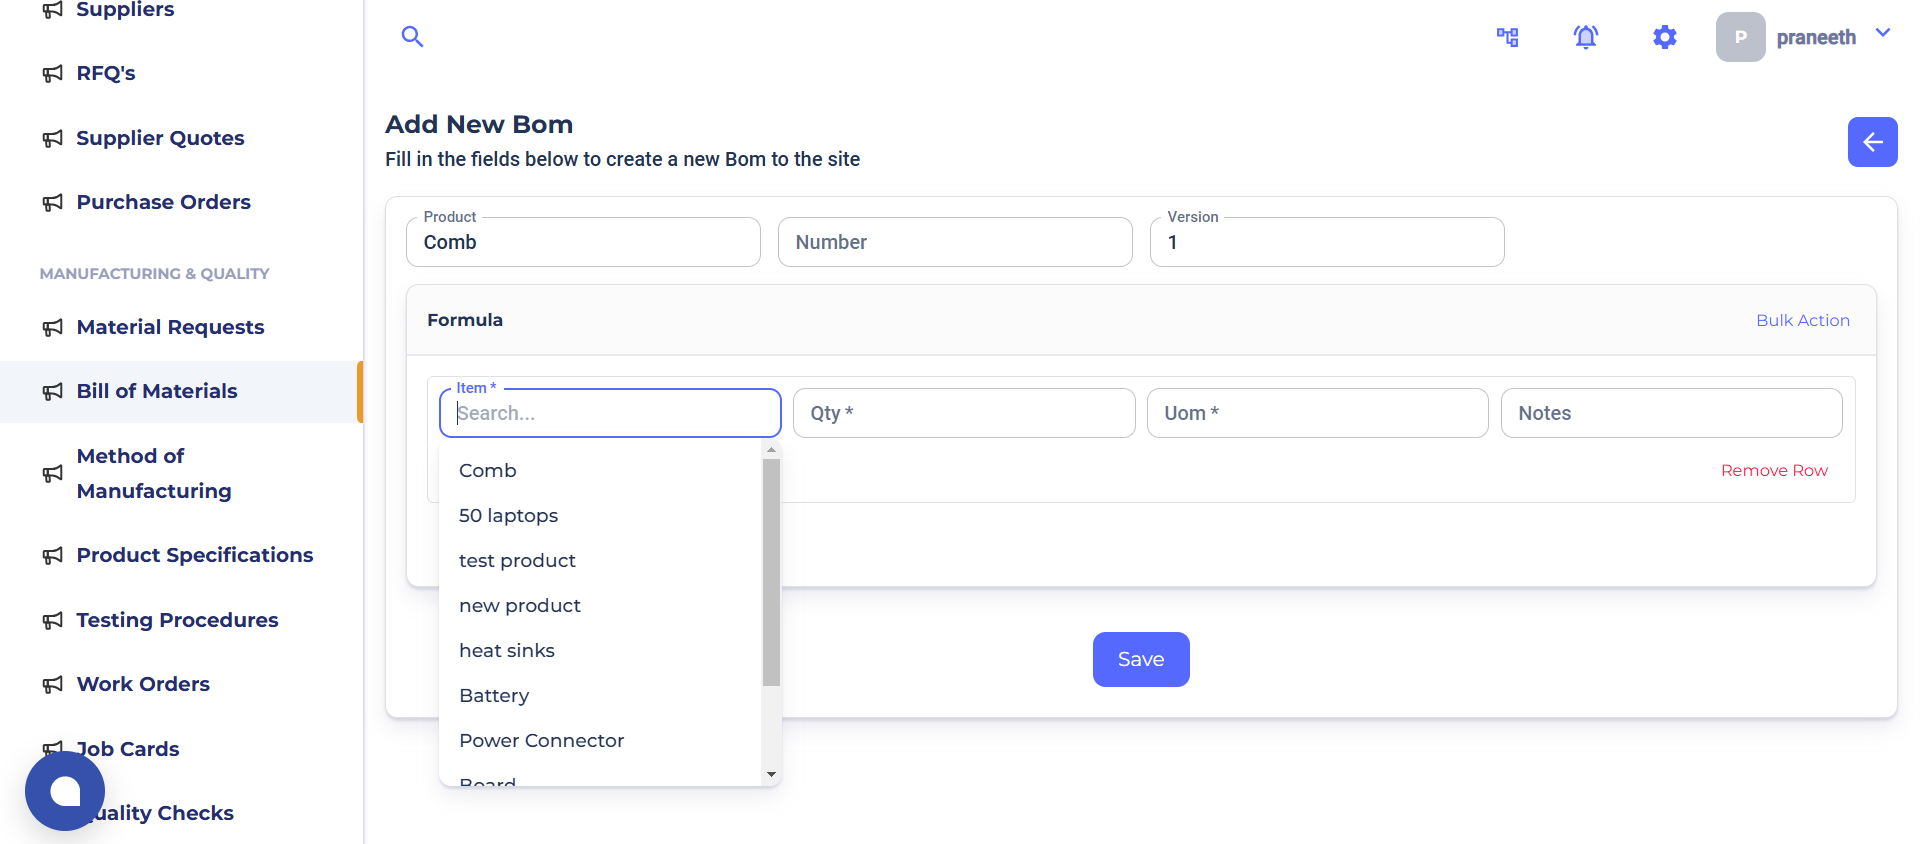 Suppliers
RFQ's
Supplier Quotes
Purchase Orders
MANUFACTURING & QUALITY
Material Requests
Bill of Materials
Method of
Manufacturing
Product Specifications
Testing Procedures
Work Orders
Job Cards
Quality Checks
P praneeth
Add New Bom
Fill in the fields below to create a new Bom to the site
Product
Comb
Number
Version
1
Formula
Bulk Action
Item *
Search...
Qty *
Uom *
Notes
Remove Row
Comb
50 laptops
test product
new product
heat sinks
Battery
Power Connector
Board
Save